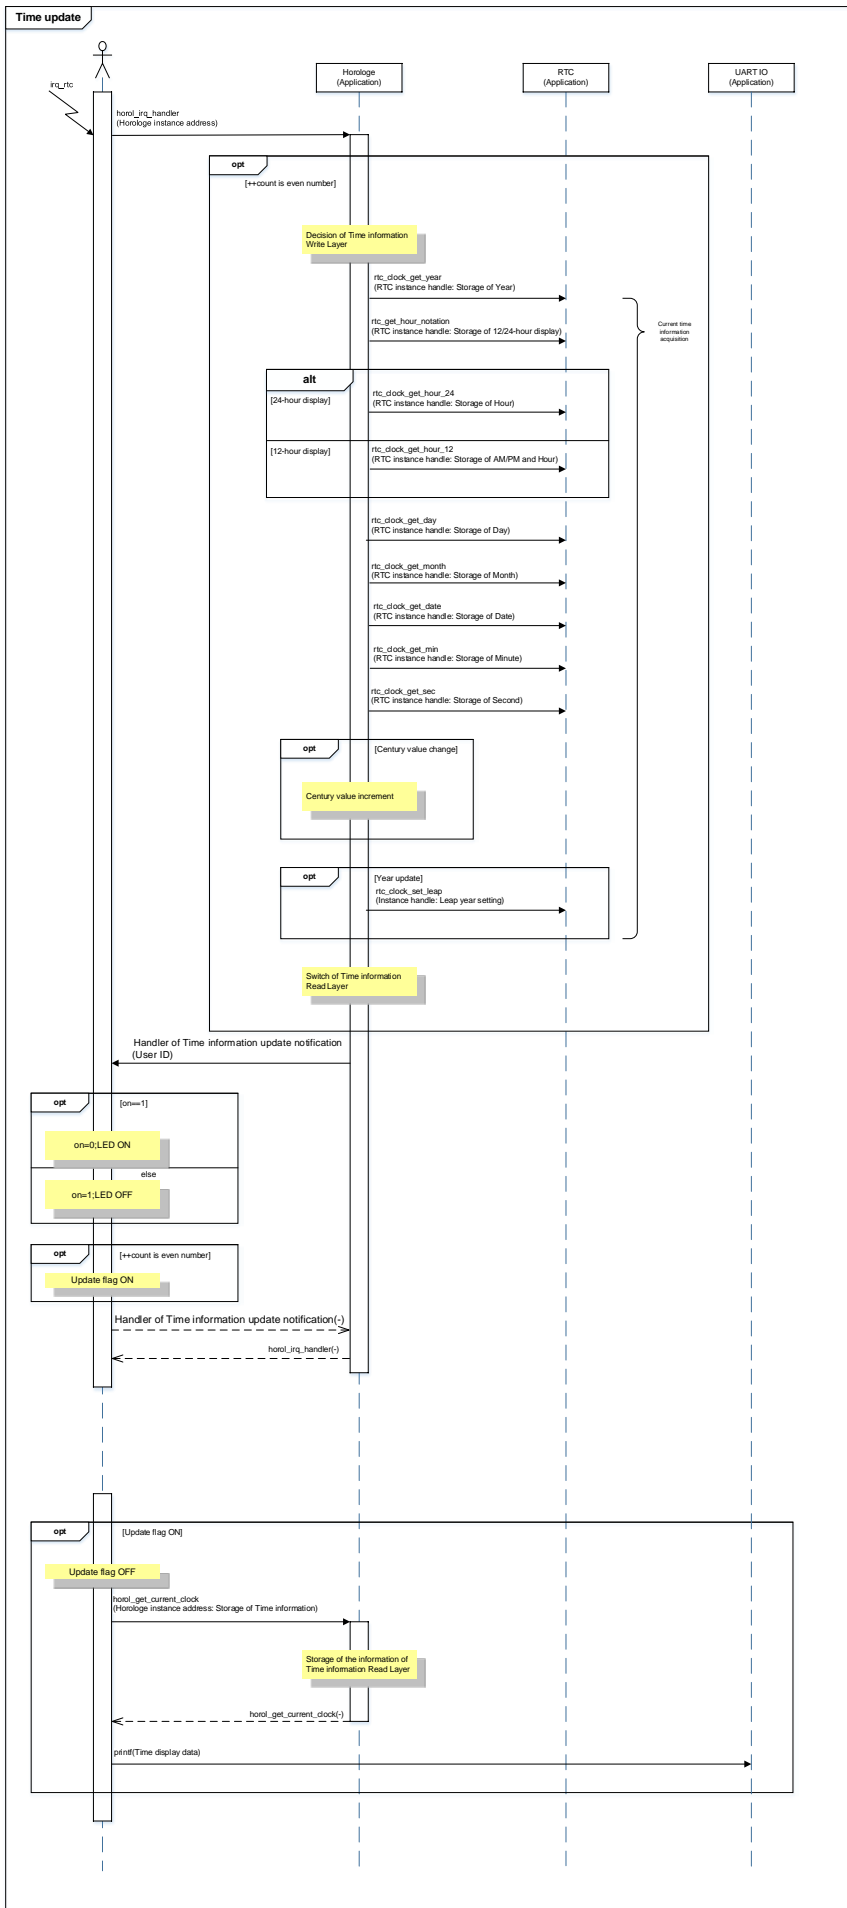 Time update
irq_rtc
Horologe
(Application)
RTC
(Application)
UART IO
(Application)
horol_irq_handler
(Horologe instance address)
opt
[++count is even number]
Decision of Time information
Write Layer
rtc_clock_get_year
(RTC instance handle: Storage of Year)
rtc_get_hour_notation
(RTC instance handle: Storage of 12/24-hour display)
Current time
information
acquisition
alt
[24-hour display]
rtc_clock_get_hour_24
(RTC instance handle: Storage of Hour)
[12-hour display]
rtc_clock_get_hour_12
(RTC instance handle: Storage of AM/PM and Hour)
rtc_clock_get_day
(RTC instance handle: Storage of Day)
rtc_clock_get_month
(RTC instance handle: Storage of Month)
rtc_clock_get_date
(RTC instance handle: Storage of Date)
rtc_clock_get_min
(RTC instance handle: Storage of Minute)
rtc_clock_get_sec
(RTC instance handle: Storage of Second)
opt
[Century value change]
Century value increment
opt
[Year update]
rtc_clock_set_leap
(Instance handle: Leap year setting)
Switch of Time information
Read Layer
Handler of Time information update notification
(User ID)
opt
[on==1]
on=0;LED ON
else
on=1;LED OFF
opt
[++count is even number]
Update flag ON
Handler of Time information update notification(-)
horol_irq_handler(-)
opt
[Update flag ON]
Update flag OFF
horol_get_current_clock
(Horologe instance address: Storage of Time information)
Storage of the information of
Time information Read Layer
horol_get_current_clock(-)
printf(Time display data)